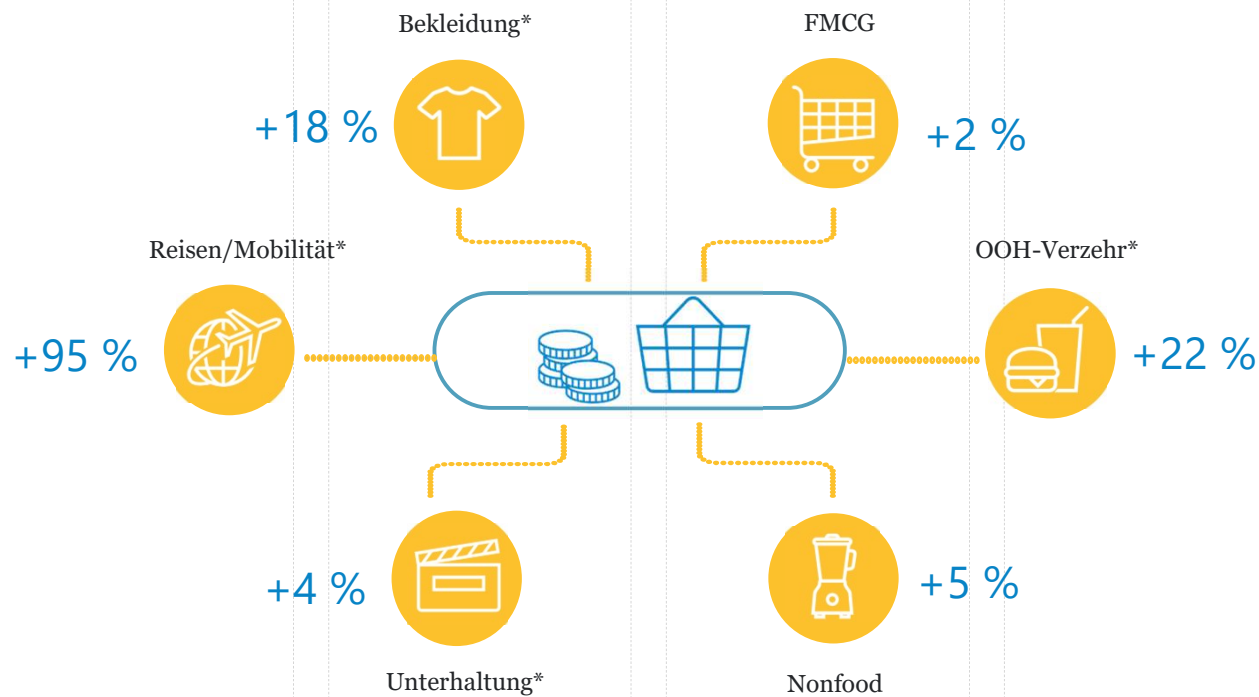 Bekleidung*
FMCG
+18 %
+2 %
Reisen/Mobilität*
OOH-Verzehr*
+95 %
+22 %
+4 %
+5 %
Unterhaltung*
Nonfood